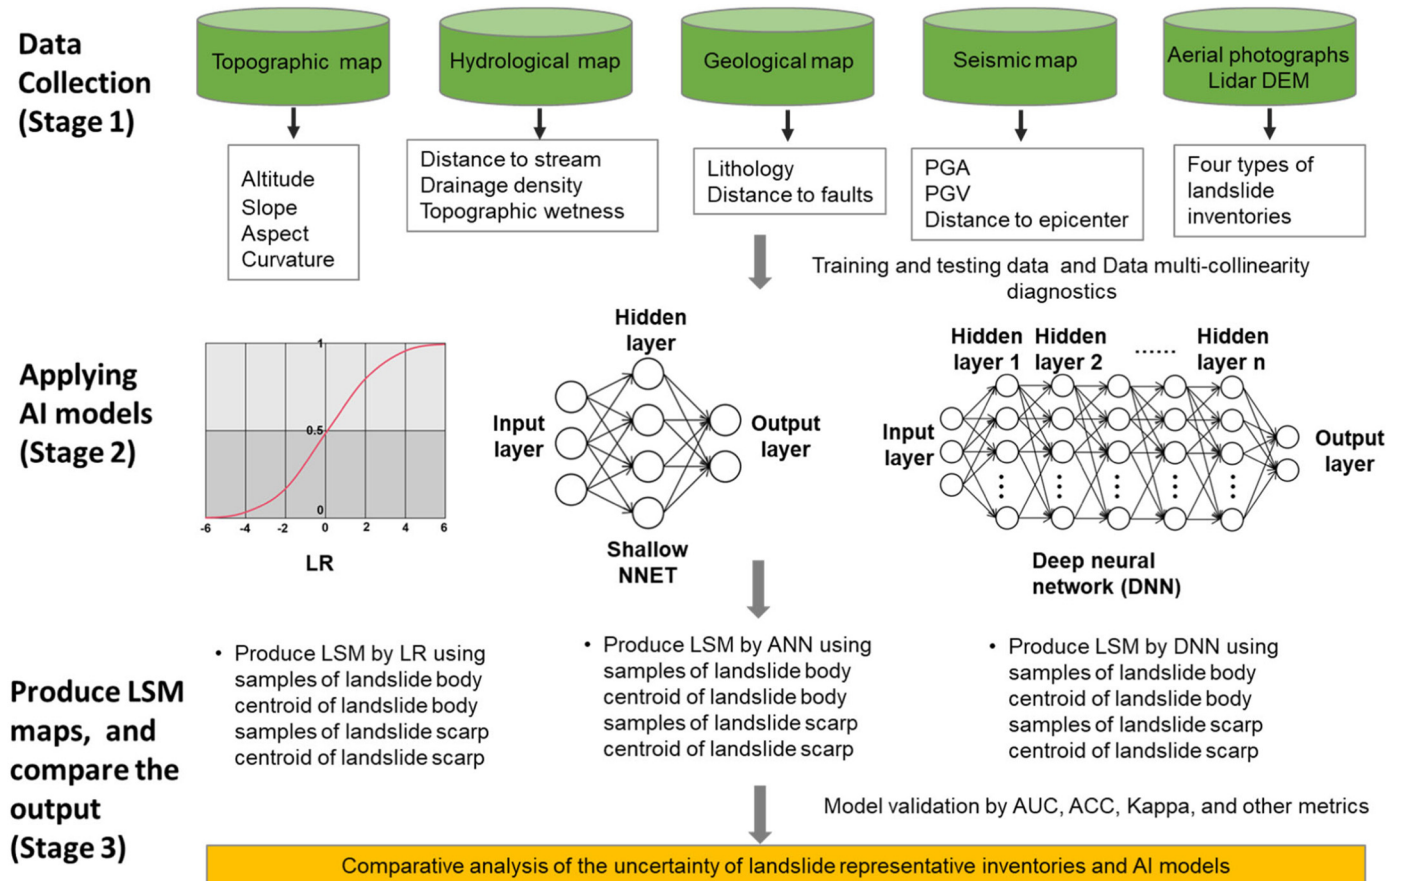 Data
Collection
(Stage 1)
Topographic map
Hydrological map
Geological map
Seismic map
Aerial photographs
Lidar DEM
Altitude
Slope
Aspect
Curvature
Distance to stream
Drainage density
Topographic wetness
Lithology
Distance to faults
PGA
PGV
Distance to epicenter
Four types of
landslide
inventories
Training and testing data and Data multi-collinearity
diagnostics
Applying
AI models
(Stage 2)
1
0.5
0
-6 -4 -2 0 2 4 6
LR
Hidden
layer
Input
layer
Output
layer
Shallow
NNET
Hidden
layer 1
Hidden
layer 2
......
Hidden
layer n
Input
layer
Output
layer
Deep neural
network (DNN)
Produce LSM
maps, and
compare the
output
(Stage 3)
• Produce LSM by LR using
samples of landslide body
centroid of landslide body
samples of landslide scarp
centroid of landslide scarp
• Produce LSM by ANN using
samples of landslide body
centroid of landslide body
samples of landslide scarp
centroid of landslide scarp
• Produce LSM by DNN using
samples of landslide body
centroid of landslide body
samples of landslide scarp
centroid of landslide scarp
Model validation by AUC, ACC, Kappa, and other metrics
Comparative analysis of the uncertainty of landslide representative inventories and AI models